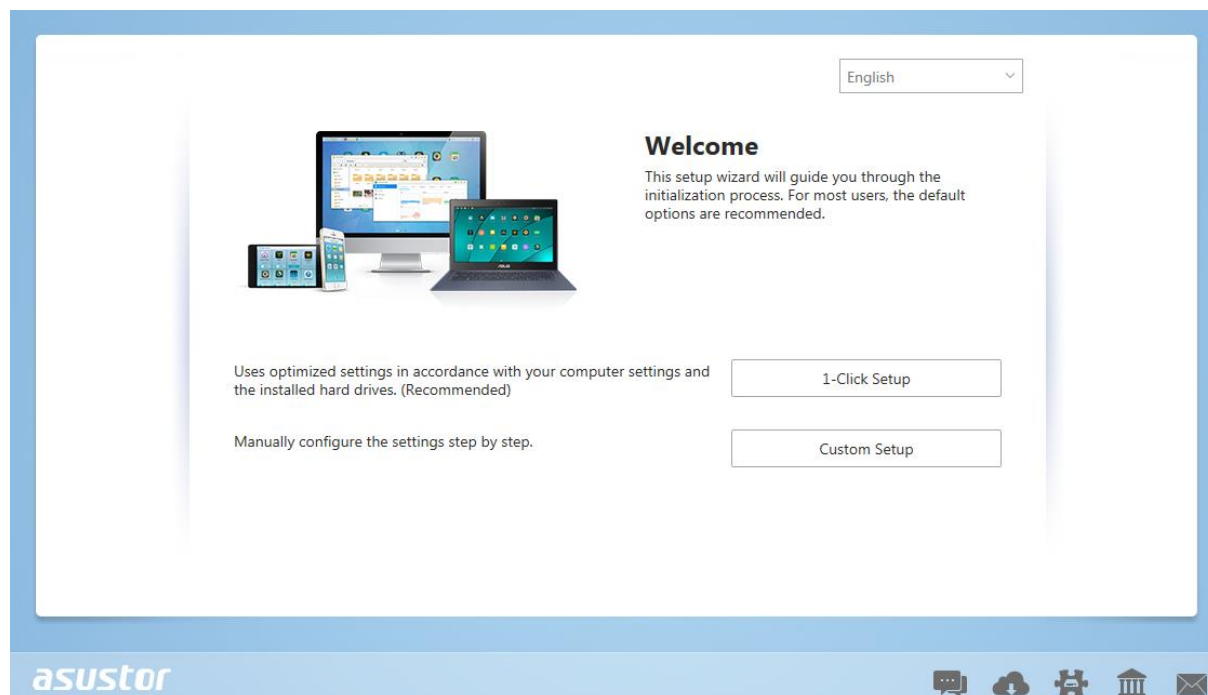 English
Welcome
This setup wizard will guide you through the
initialization process. For most users, the default
options are recommended.
Uses optimized settings in accordance with your computer settings and
the installed hard drives. (Recommended)
1-Click Setup
Manually configure the settings step by step.
Custom Setup
asustor